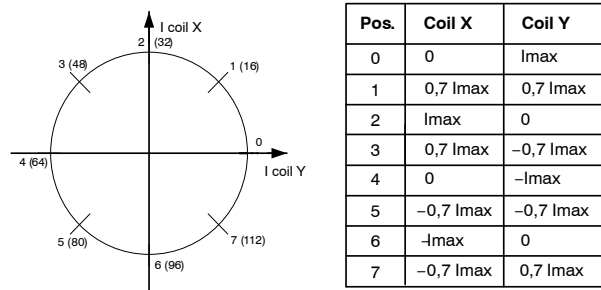 I coil X
2 (32)
3 (48)
1 (16)
0
4 (64)
I coil Y
5 (80)
7 (112)
6 (96)
Pos. Coil X Coil Y
0 0 Imax
1 0,7 Imax 0,7 Imax
2 Imax 0
3 0,7 Imax −0,7 Imax
4 0 −Imax
5 −0,7 Imax −0,7 Imax
6 −Imax 0
7 −0,7 Imax 0,7 Imax